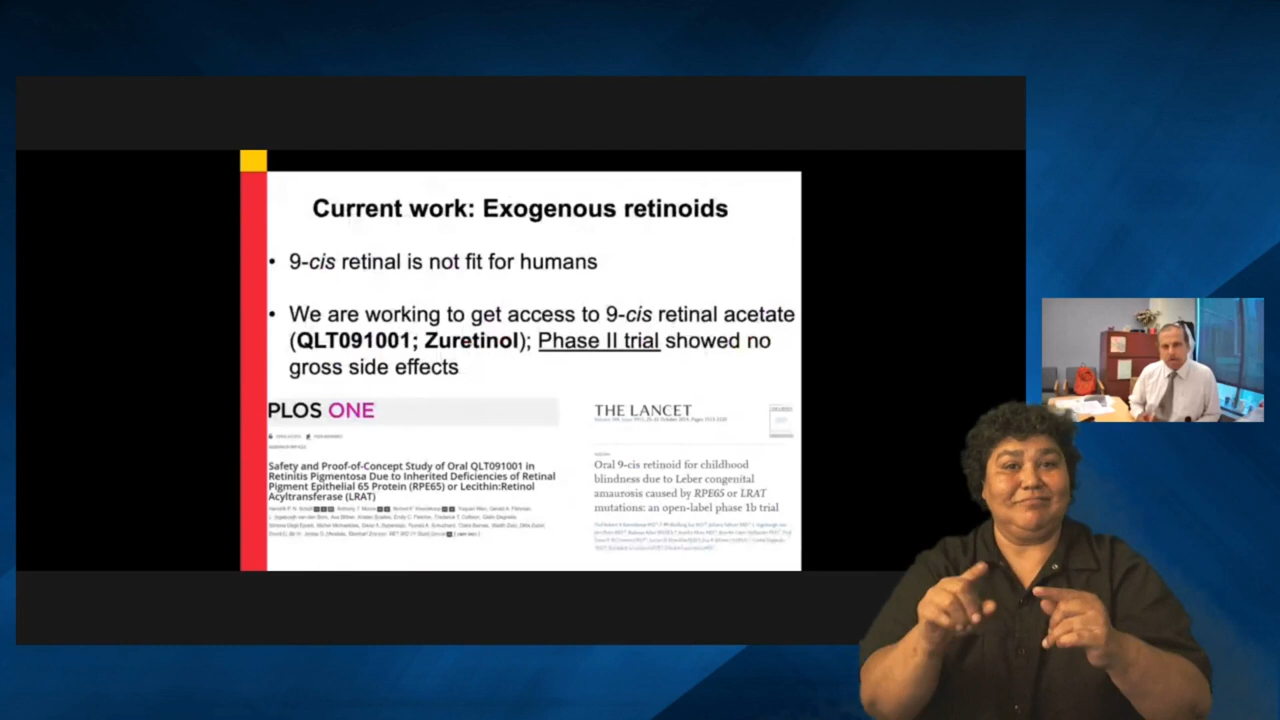 Current work: Exogenous retinoids
• 9-cis retinal is not fit for humans
• We are working to get access to 9-cis retinal acetate
(QLT091001; Zuretinol); Phase II trial showed no
gross side effects
PLOS ONE
Safety and Proof-of-Concept Study of Oral QLT091001 in
Retinitis Pigmentosa Due to Inherited Deficiencies of Retinal
Pigment Epithelial 65 Protein (RPE65) or Lecithin:Retinol
Acyltransferase (LRAT)
THE LANCET
Oral 9-cis retinoid for childhood
blindness due to Leber congenital
amaurosis caused by RPE65 or LRAT
mutations: an open-label phase 1b trial